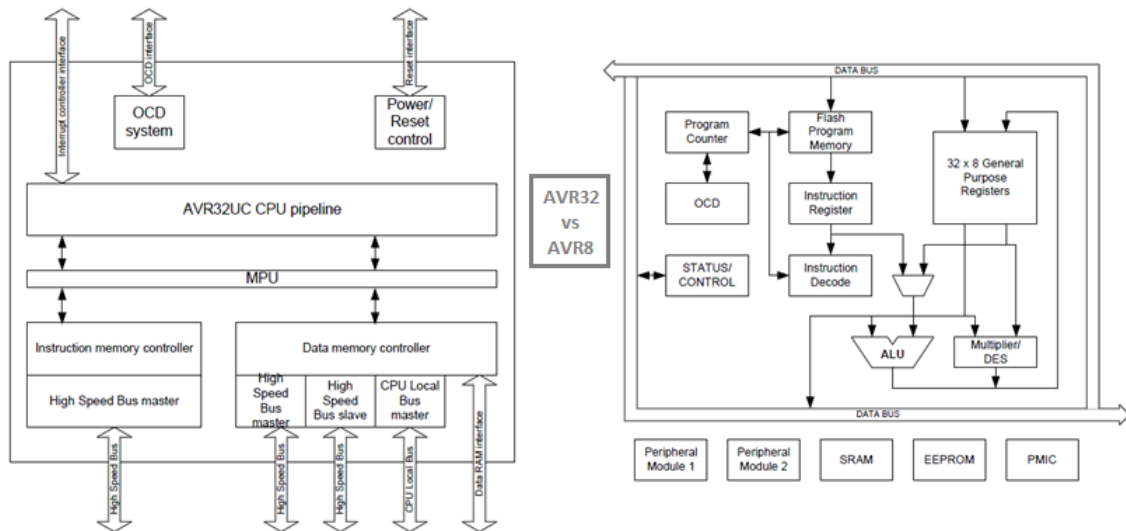 Interrupt controller interface
OCD interface
Reset interface
OCD
system
Power/
Reset
control
AVR32UC CPU pipeline
MPU
Instruction memory controller
High Speed Bus master
Data memory controller
High
Speed
Bus
master
High
Speed
Bus slave
CPU Local
Bus
master
High Speed Bus
High Speed Bus
High Speed Bus
CPU Local Bus
Data RAM interface
AVR32
vs
AVR8
DATA BUS
Program
Counter
Flash
Program
Memory
32 x 8 General
Purpose
Registers
OCD
Instruction
Register
STATUS/
CONTROL
Instruction
Decode
ALU
Multiplier/
DES
DATA BUS
Peripheral
Module 1
Peripheral
Module 2
SRAM
EEPROM
PMIC